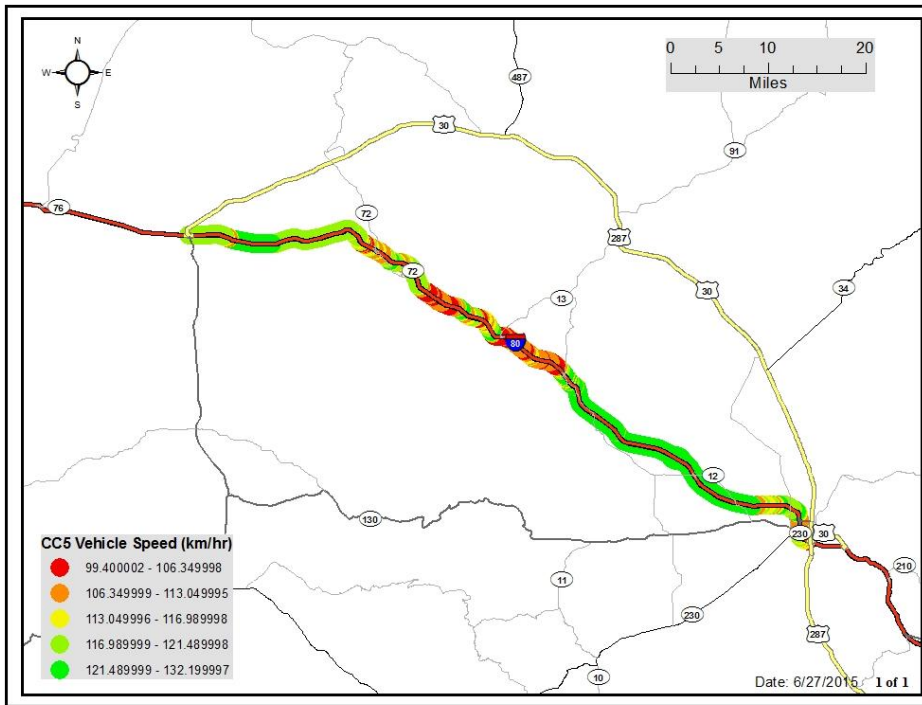 N
W E
S
0 5 10 20
Miles
487
30
91
76
72
287
72
30
34
13
80
12
130
230
30
210
11
230
287
10
CC5 Vehicle Speed (km/hr)
99.400002 - 106.349998
106.349999 - 113.049995
113.049996 - 116.989998
116.989999 - 121.489998
121.489999 - 132.199997
Date: 6/27/2015 1 of 1